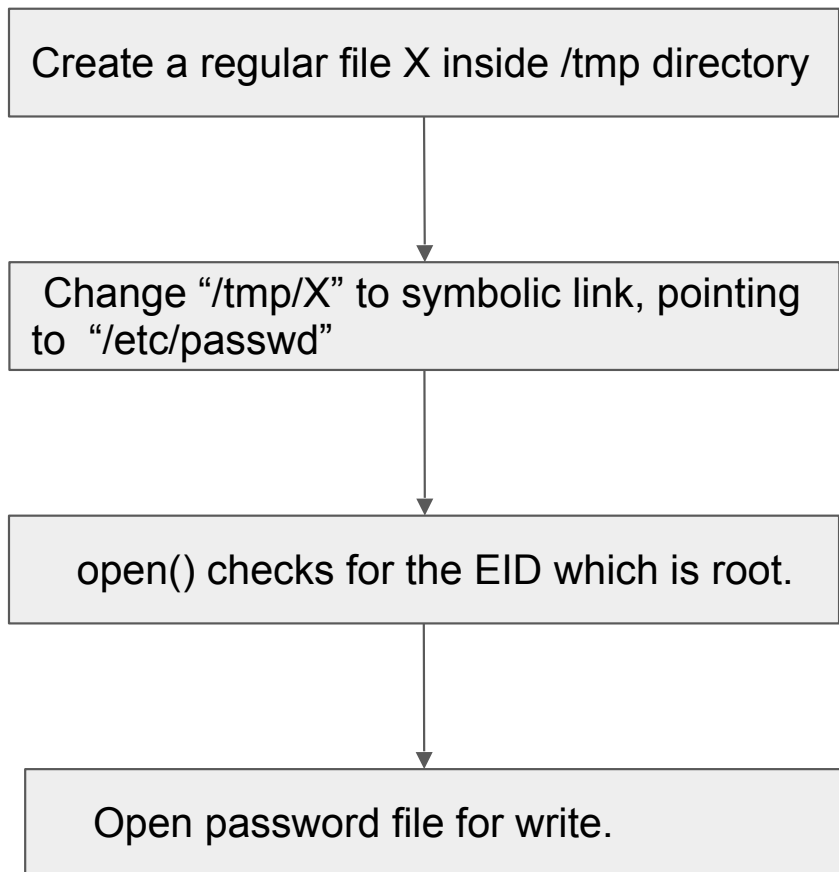 Create a regular file X inside /tmp directory
Change “/tmp/X” to symbolic link, pointing
to “/etc/passwd”
open() checks for the EID which is root.
Open password file for write.